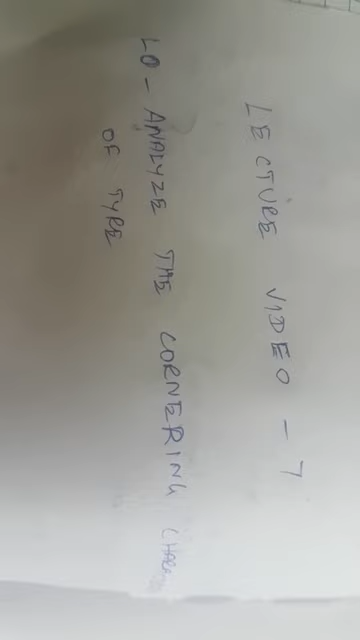 LECTURE VIDEO - 7
LO - ANALYZE THE CORNERING
OF TYRE